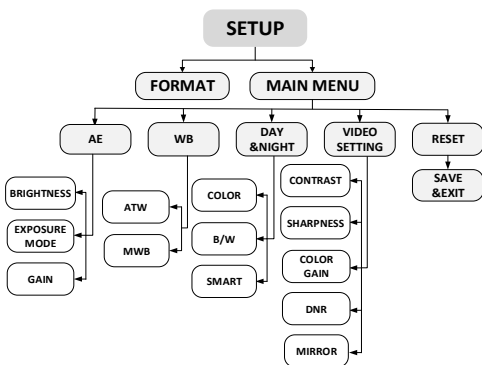 SETUP
FORMAT
MAIN MENU
AE
WB
DAY
&NIGHT
VIDEO
SETTING
RESET
BRIGHTNESS
EXPOSURE
MODE
GAIN
ATW
MWB
COLOR
B/W
SMART
CONTRAST
SHARPNESS
COLOR
GAIN
DNR
MIRROR
SAVE
&EXIT